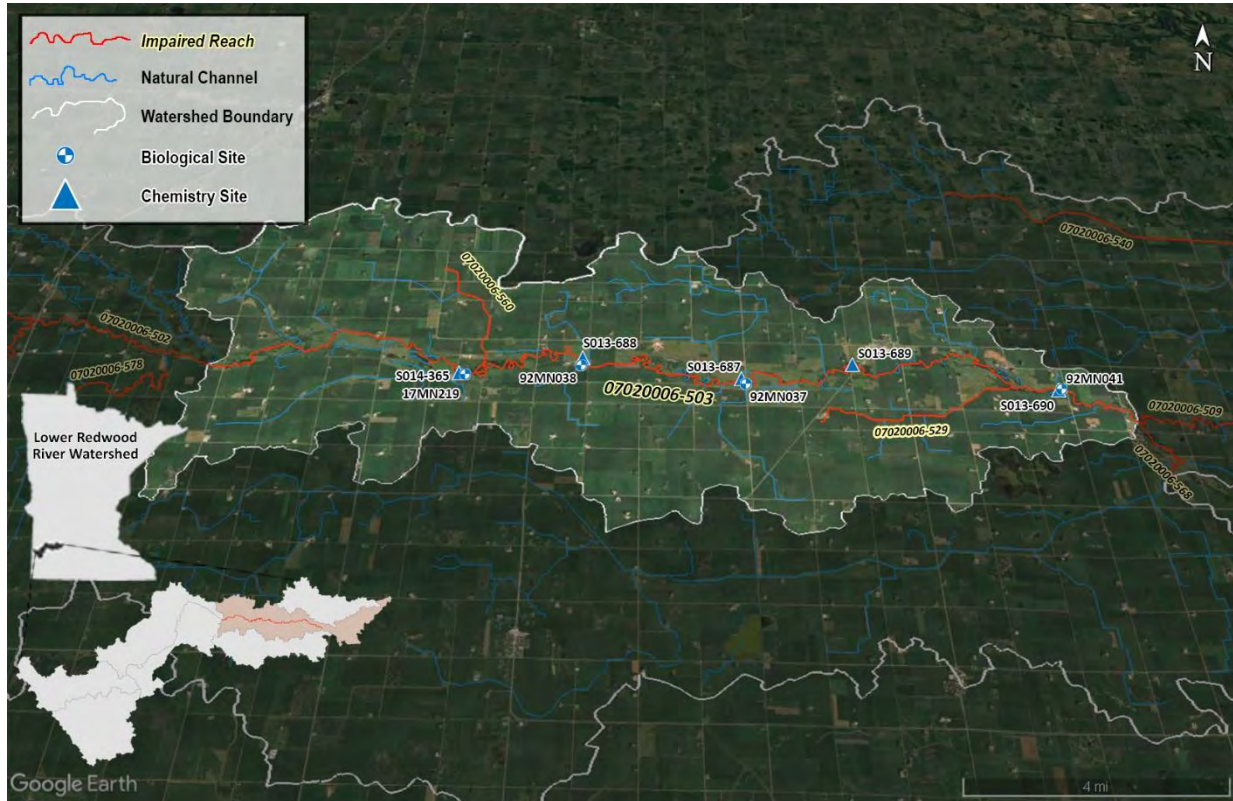 Impaired Reach
Natural Channel
Watershed Boundary
Biological Site
Chemistry Site
N
07020006-540
07020006-560
07020006-502
07020006-578
S013-688
S013-689
S013-687
S014-365
92MN038
92MN041
17MN219
07020006-503
92MN037
S013-690
07020006-509
07020006-529
Lower Redwood
River Watershed
07020006-568
Google Earth
4 mi